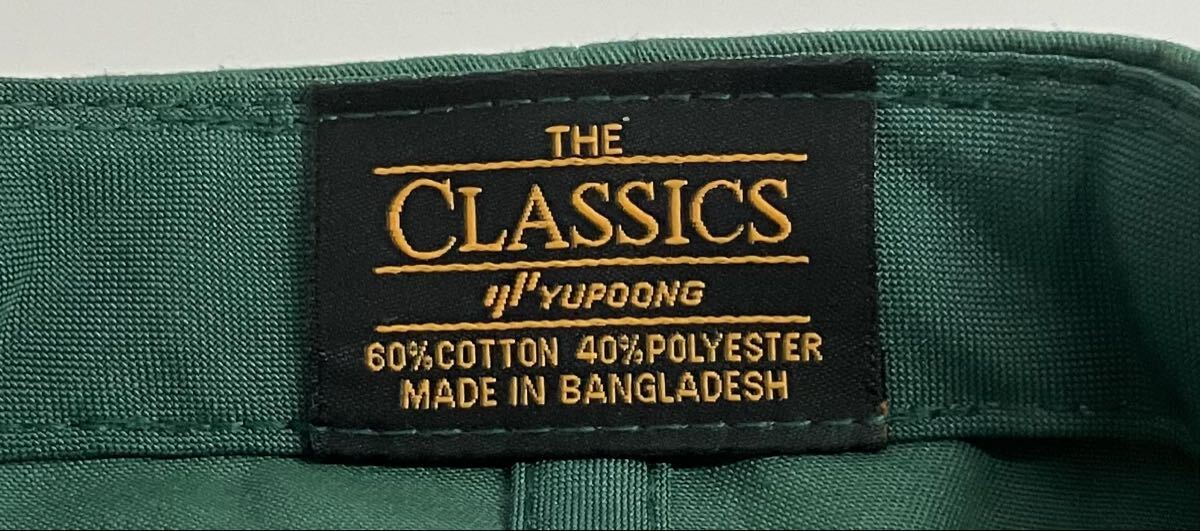 THE
CLASSICS
YUPOONG
60%COTTON 40%POLYESTER
MADE IN BANGLADESH